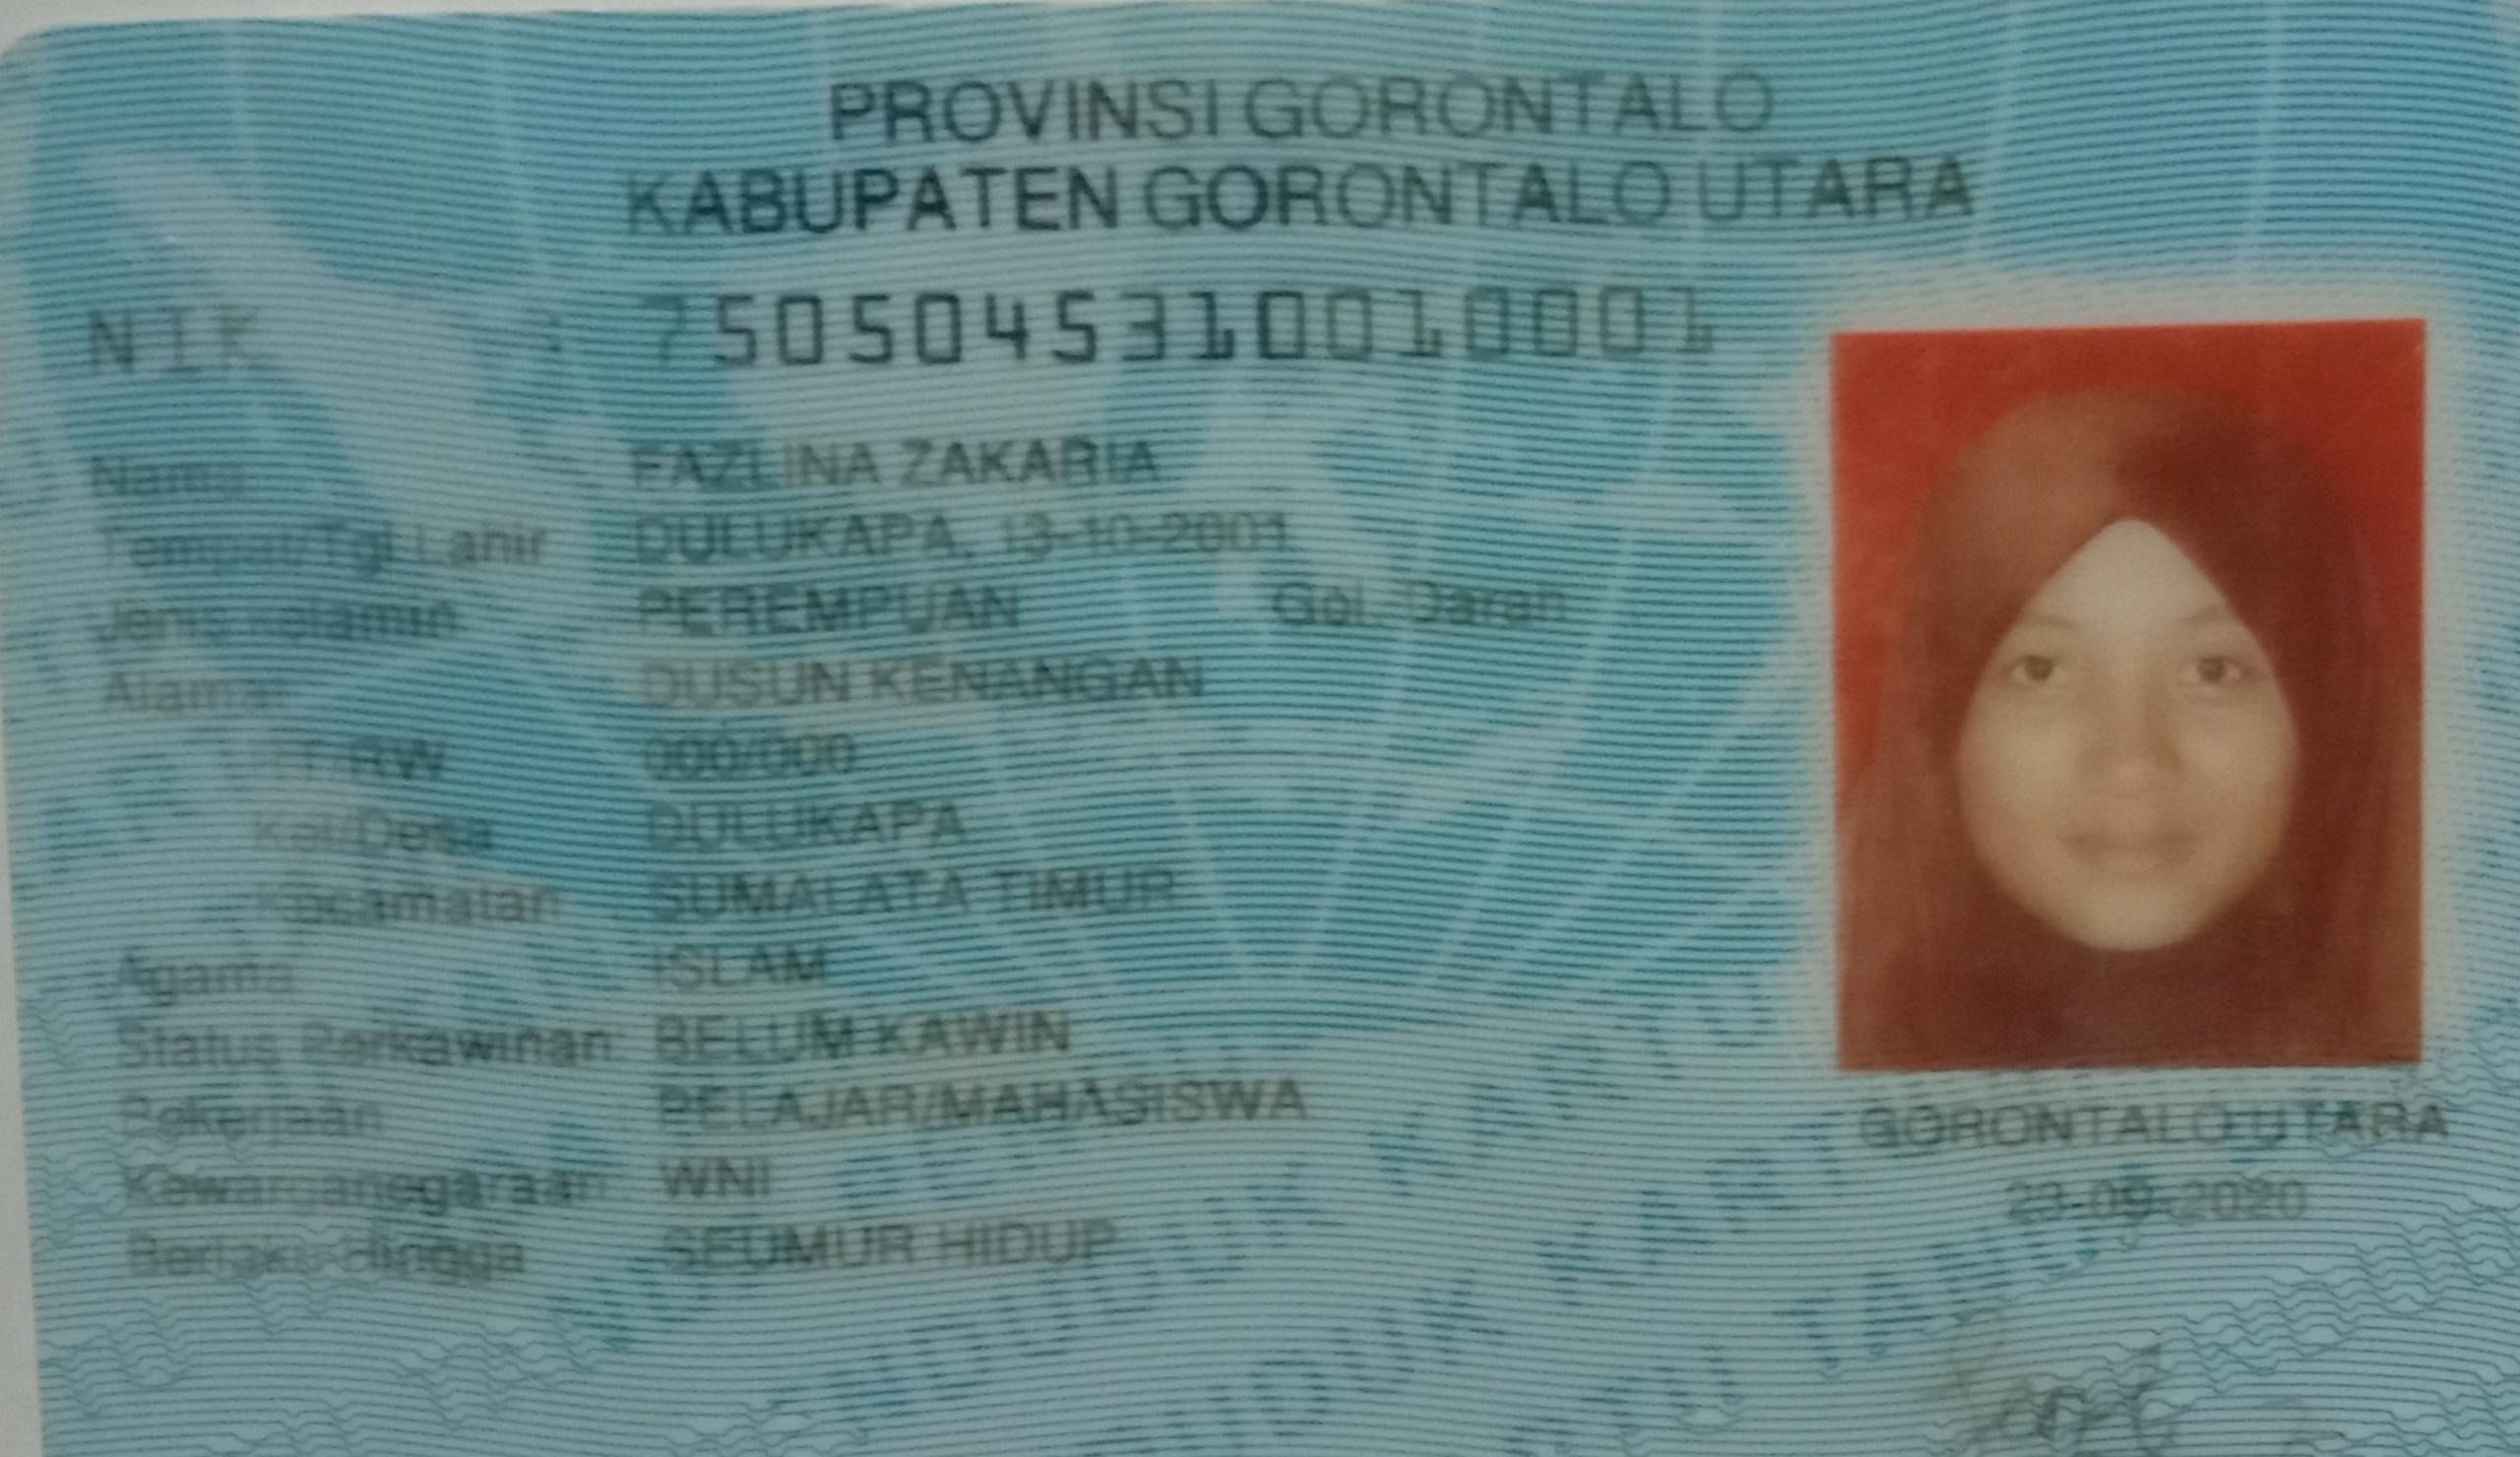 PROVINSI GORONTALO
KABUPATEN GORONTALO UTARA
NIK : 7505045310010001
Nama FAZLINA ZAKARIA
Tempat/Tgl Lahir DULUKAPA, 13-10-2001
Jenis Kelamin PEREMPUAN Gol. Darah
Alamat DUSUN KENANGAN
RT/RW 000/000
Kel/Desa DULUKAPA
Kecamatan SUMALATA TIMUR
Agama ISLAM
Status Perkawinan BELUM KAWIN
Pekerjaan PELAJAR/MAHASISWA
Kewarganegaraan WNI
Berlaku Hingga SEUMUR HIDUP
GORONTALO UTARA
23-09-2020